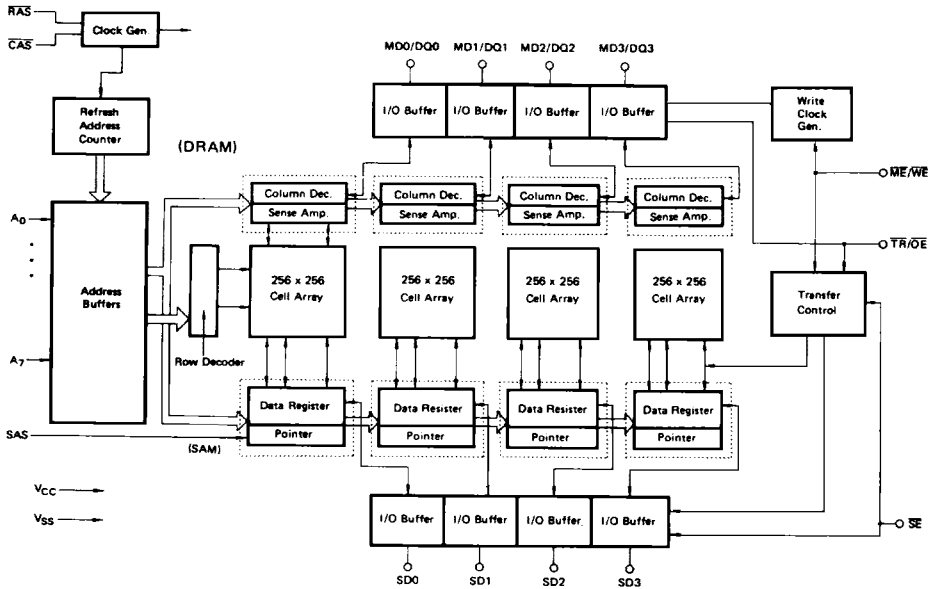 RAS
CAS
Clock Gen.
Refresh
Address
Counter
(DRAM)
MD0/DQ0 MD1/DQ1 MD2/DQ2 MD3/DQ3
I/O Buffer I/O Buffer I/O Buffer I/O Buffer
Write
Clock
Gen.
ME/WE
TR/OE
Column Dec. Column Dec. Column Dec. Column Dec.
Sense Amp. Sense Amp. Sense Amp. Sense Amp.
A0
A7
Address
Buffers
256 x 256 256 x 256 256 x 256 256 x 256
Cell Array Cell Array Cell Array Cell Array
Transfer
Control
Row Decoder
Data Register Data Resister Data Register Data Register
Pointer Pointer Pointer Pointer
SAS
(SAM)
VCC
VSS
I/O Buffer I/O Buffer I/O Buffer. I/O Buffer
SE
SD0 SD1 SD2 SD3